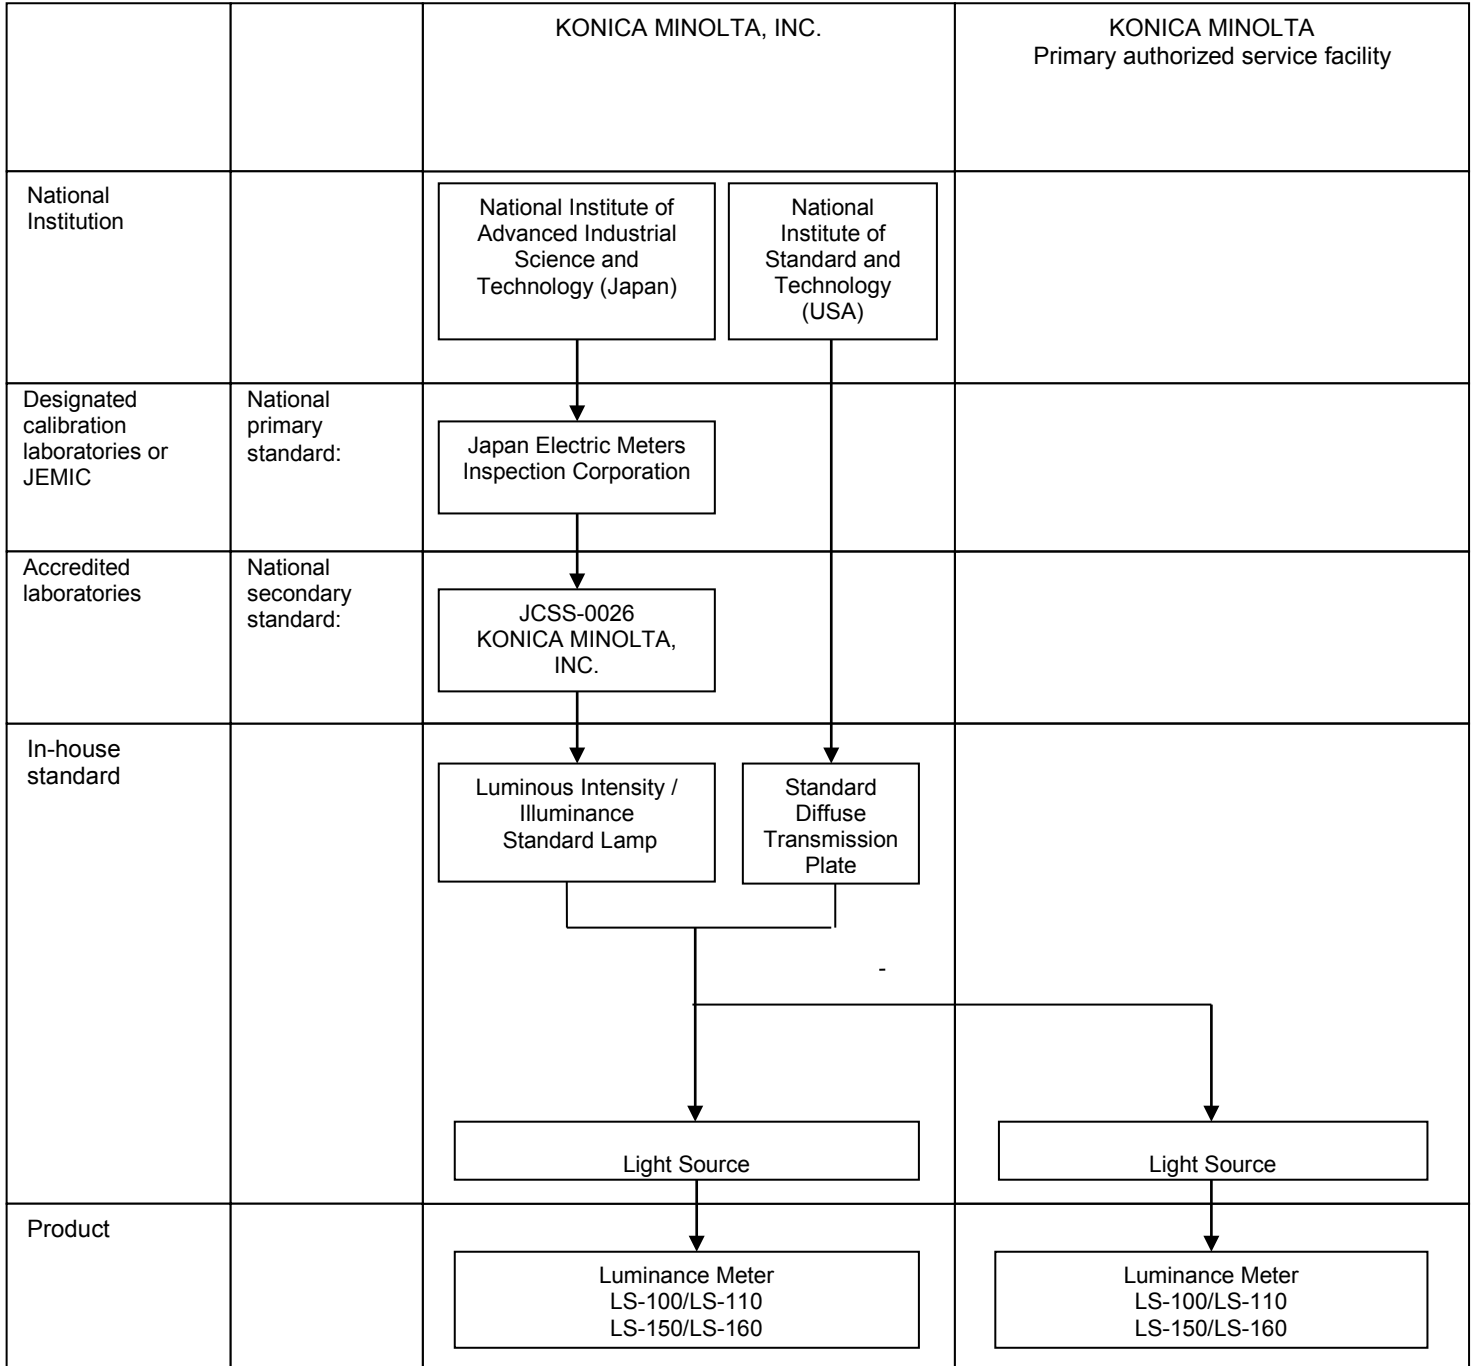 KONICA MINOLTA, INC.
KONICA MINOLTA
Primary authorized service facility
National
Institution
National Institute of
Advanced Industrial
Science and
Technology (Japan)
National
Institute of
Standard and
Technology
(USA)
Designated
calibration
laboratories or
JEMIC
National
primary
standard:
Japan Electric Meters
Inspection Corporation
Accredited
laboratories
National
secondary
standard:
JCSS-0026
KONICA MINOLTA,
INC.
In-house
standard
Luminous Intensity /
Illuminance
Standard Lamp
Standard
Diffuse
Transmission
Plate
-
Light Source
Light Source
Product
Luminance Meter
LS-100/LS-110
LS-150/LS-160
Luminance Meter
LS-100/LS-110
LS-150/LS-160